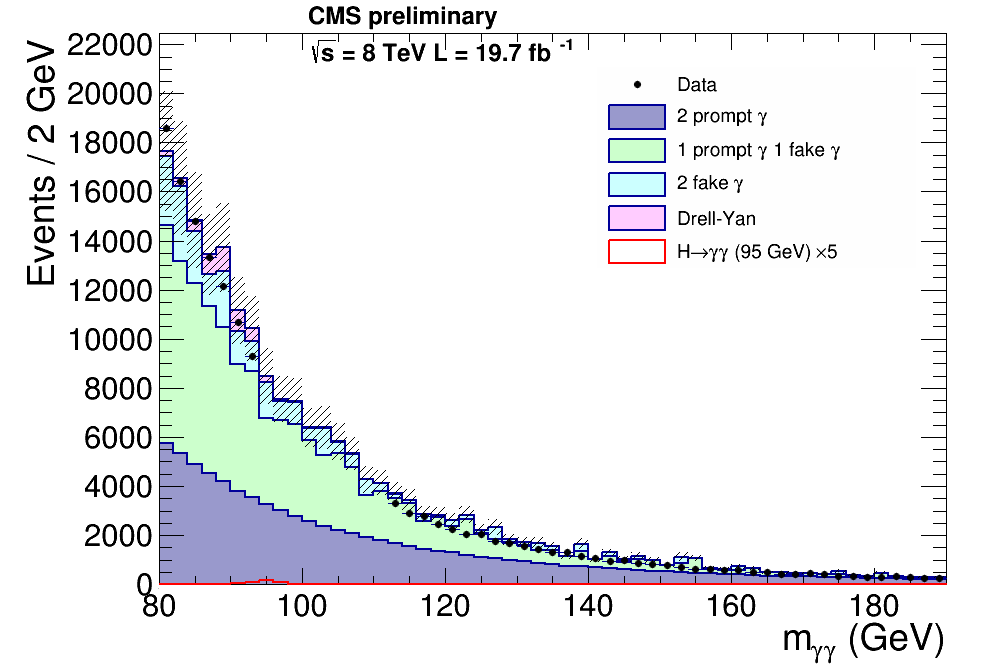 CMS preliminary
√s = 8 TeV L = 19.7 fb⁻¹
Events / 2 GeV
22000
20000
18000
16000
14000
12000
10000
8000
6000
4000
2000
0
Data
2 prompt γ
1 prompt γ 1 fake γ
2 fake γ
Drell-Yan
H→γγ (95 GeV) ×5
80 100 120 140 160 180
mγγ (GeV)